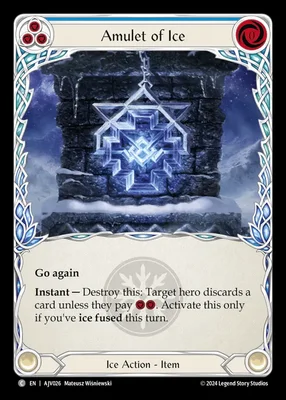 Amulet of Ice
Go again
Instant — Destroy this: Target hero discards a
card unless they pay . Activate this only
if you've ice fused this turn.
Ice Action - Item
C EN | AJV026 Mateusz Wiśniewski
©2024 Legend Story Studios